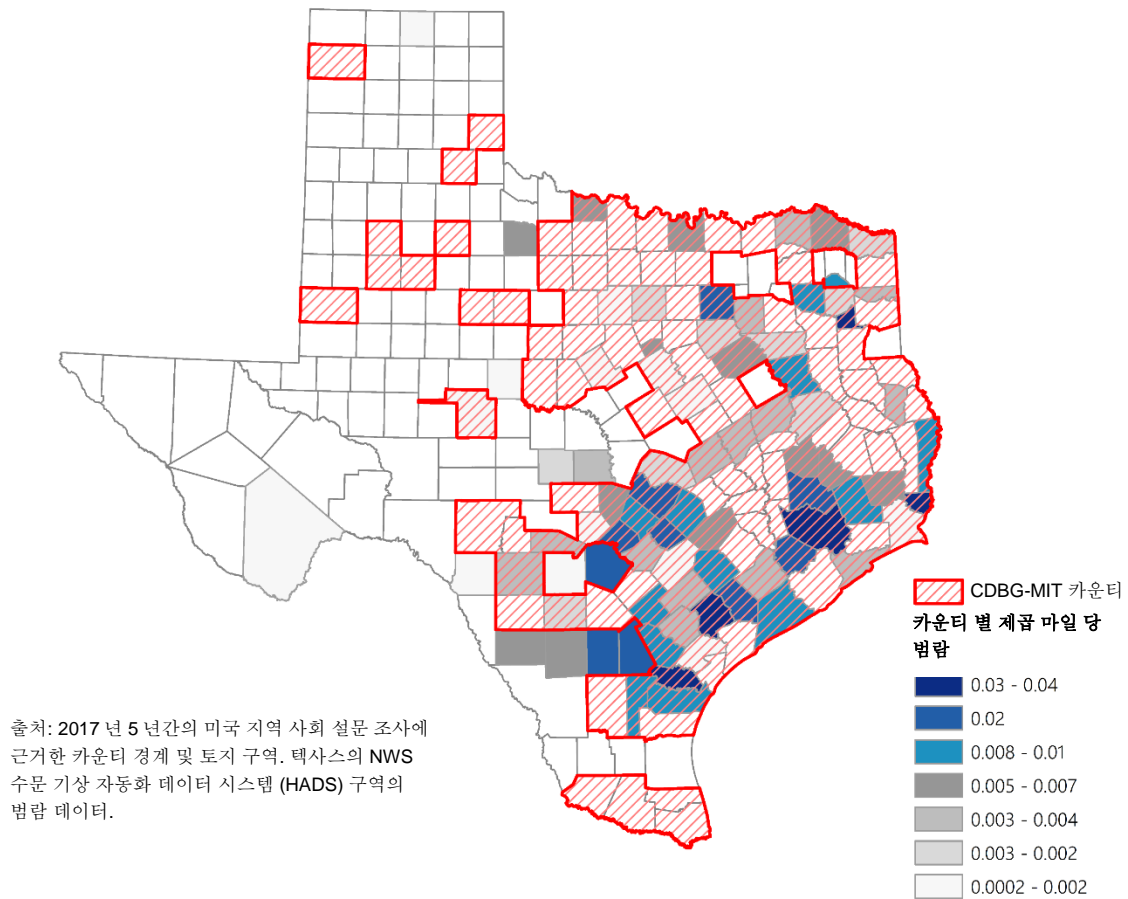 CDBG-MIT 카운티
카운티 별 제곱 마일 당
범람
0.03 - 0.04
0.02
0.008 - 0.01
0.005 - 0.007
0.003 - 0.004
0.003 - 0.002
0.0002 - 0.002
출처: 2017 년 5 년간의 미국 지역 사회 설문 조사에
근거한 카운티 경계 및 토지 구역. 텍사스의 NWS
수문 기상 자동화 데이터 시스템 (HADS) 구역의
범람 데이터.